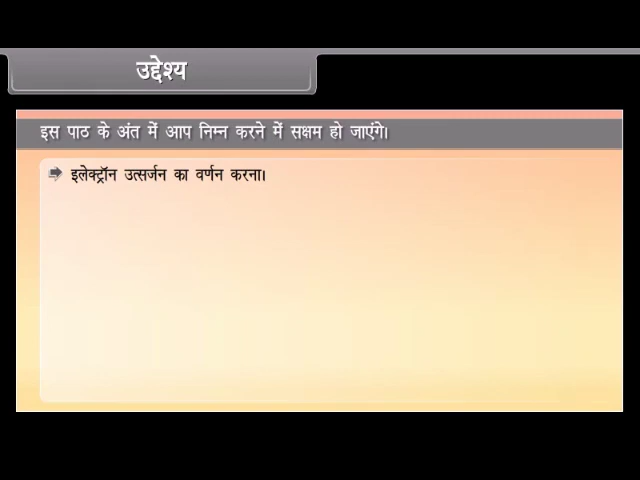 उद्देश्य
इस पाठ के अंत में आप निम्न करने में सक्षम हो जाएंगे।
इलेक्ट्रॉन उत्सर्जन का वर्णन करना।